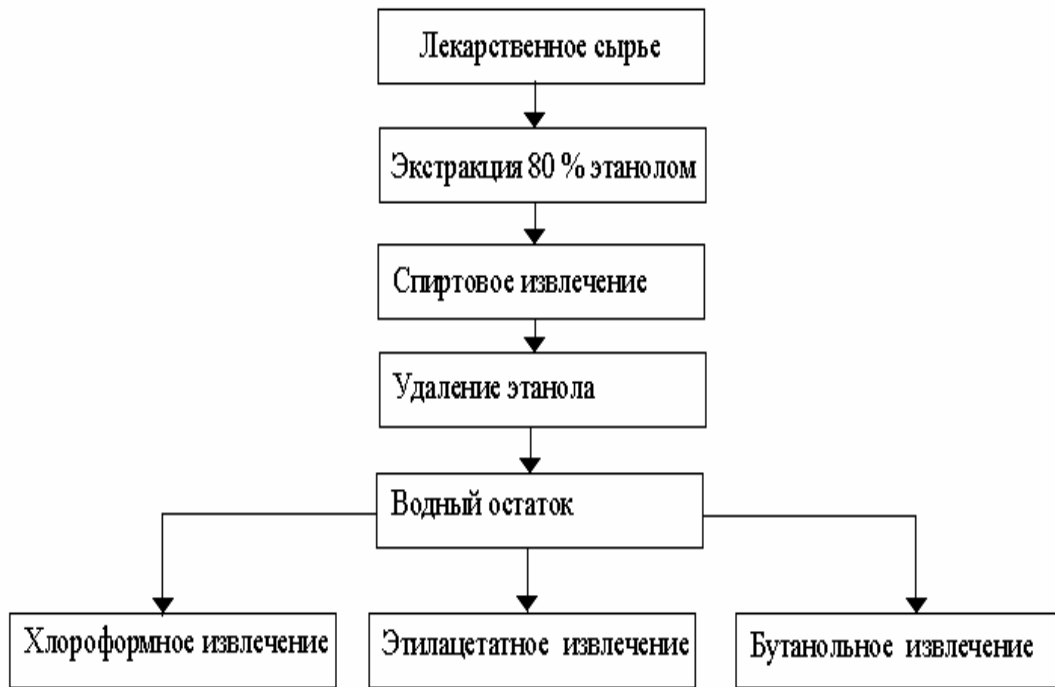 Лекарственное сырье
Экстракция 80 % этанолом
Спиртовое извлечение
Удаление этанола
Водный остаток
Хлороформное извлечение
Этилацетатное извлечение
Бутанольное извлечение